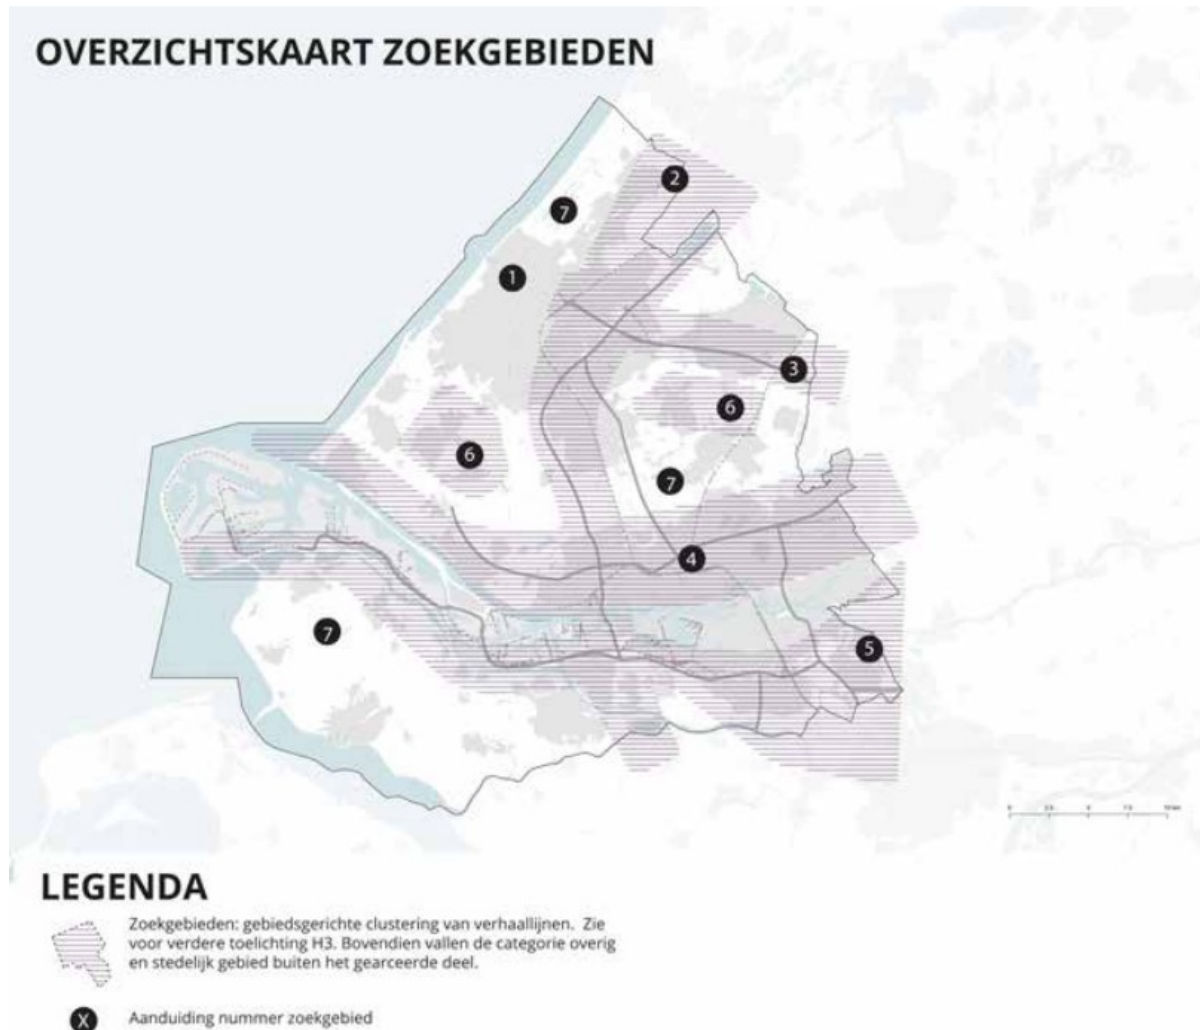 OVERZICHTSKAART ZOEKGEBIEDEN
2
7
1
3
6
6
7
4
7
5
LEGENDA
Zoekgebieden: gebiedsgerichte clustering van verhaallijnen. Zie
voor verdere toelichting H3. Bovendien vallen de categorie overig
en stedelijk gebied buiten het gearceerde deel.
X Aanduiding nummer zoekgebied